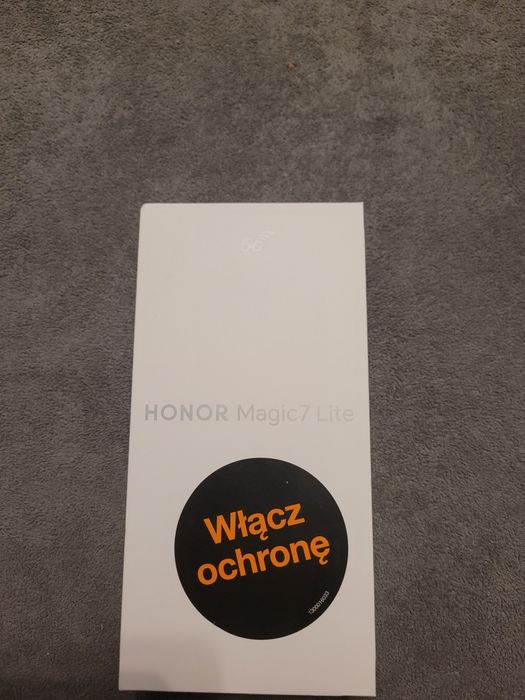 5G
HONOR Magic7 Lite
Włącz
ochronę